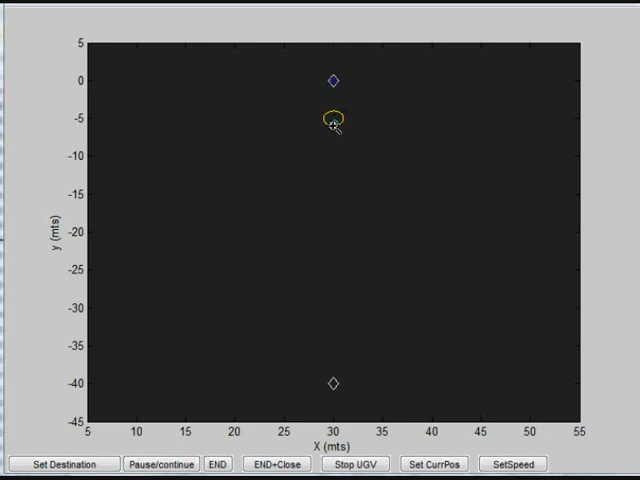 5
0
-5
-10
-15
-20
-25
-30
-35
-40
-45
y (mts)
5 10 15 20 25 30 35 40 45 50 55
X (mts)
Set Destination Pause/continue END END+Close Stop UGV Set CurrPos SetSpeed